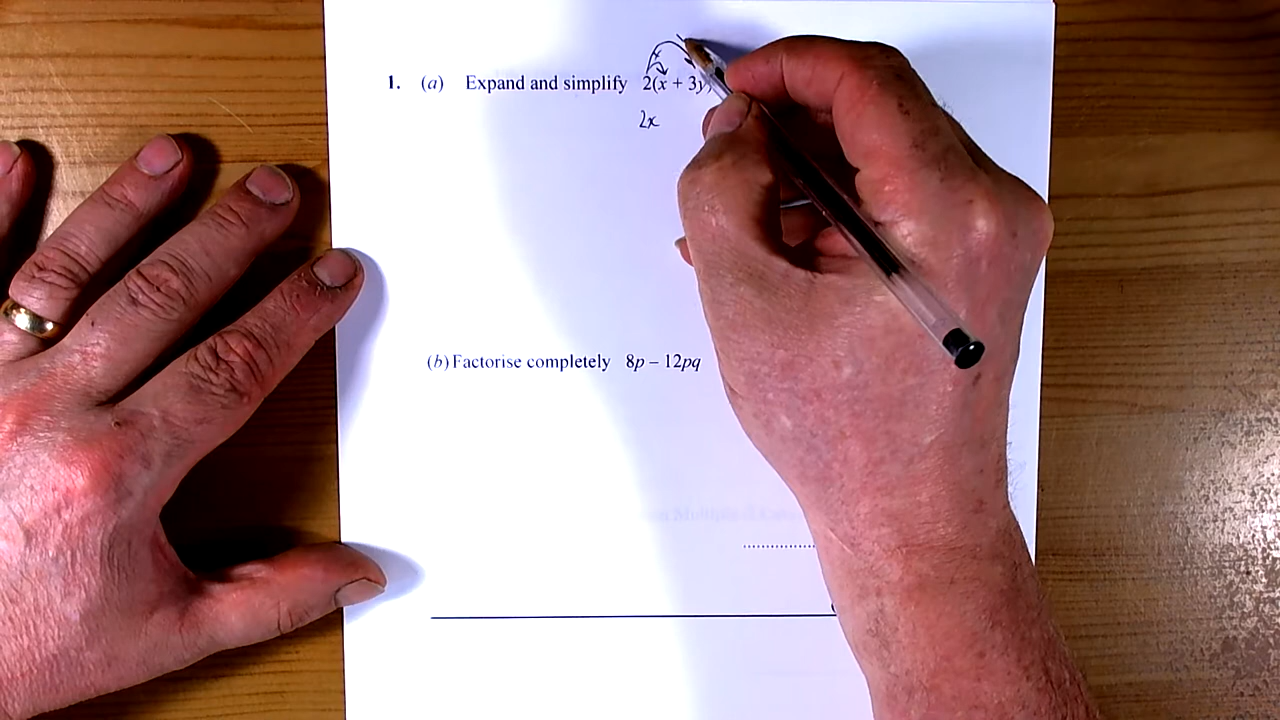 1. (a) Expand and simplify 2(x + 3y)
2x
(b) Factorise completely 8p – 12pq